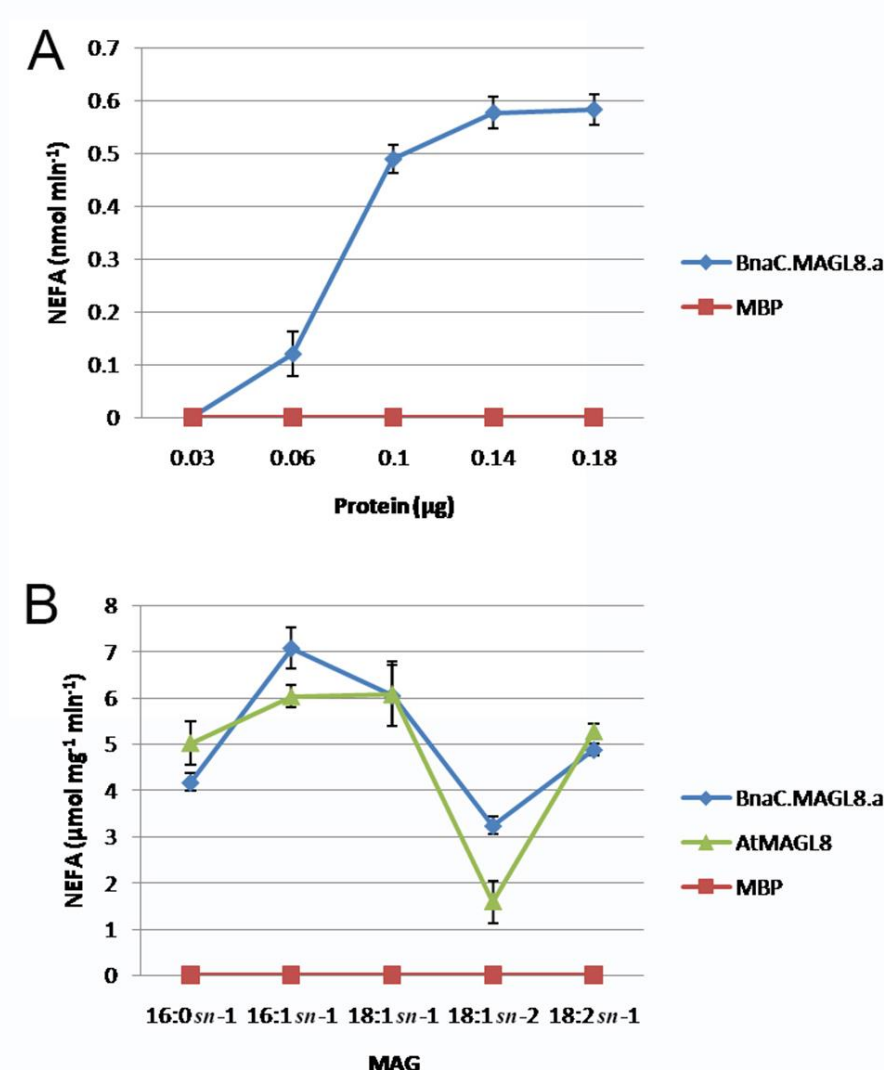 A
0.7
0.6
0.5
0.4
0.3
0.2
0.1
0
NEFA (nmol min⁻¹)
0.03 0.06 0.1 0.14 0.18
Protein (µg)
BnaC.MAGL8.a
MBP
B
8
7
6
5
4
3
2
1
0
NEFA (µmol mg⁻¹ min⁻¹)
16:0 sn-1 16:1 sn-1 18:1 sn-1 18:1 sn-2 18:2 sn-1
MAG
BnaC.MAGL8.a
AtMAGL8
MBP